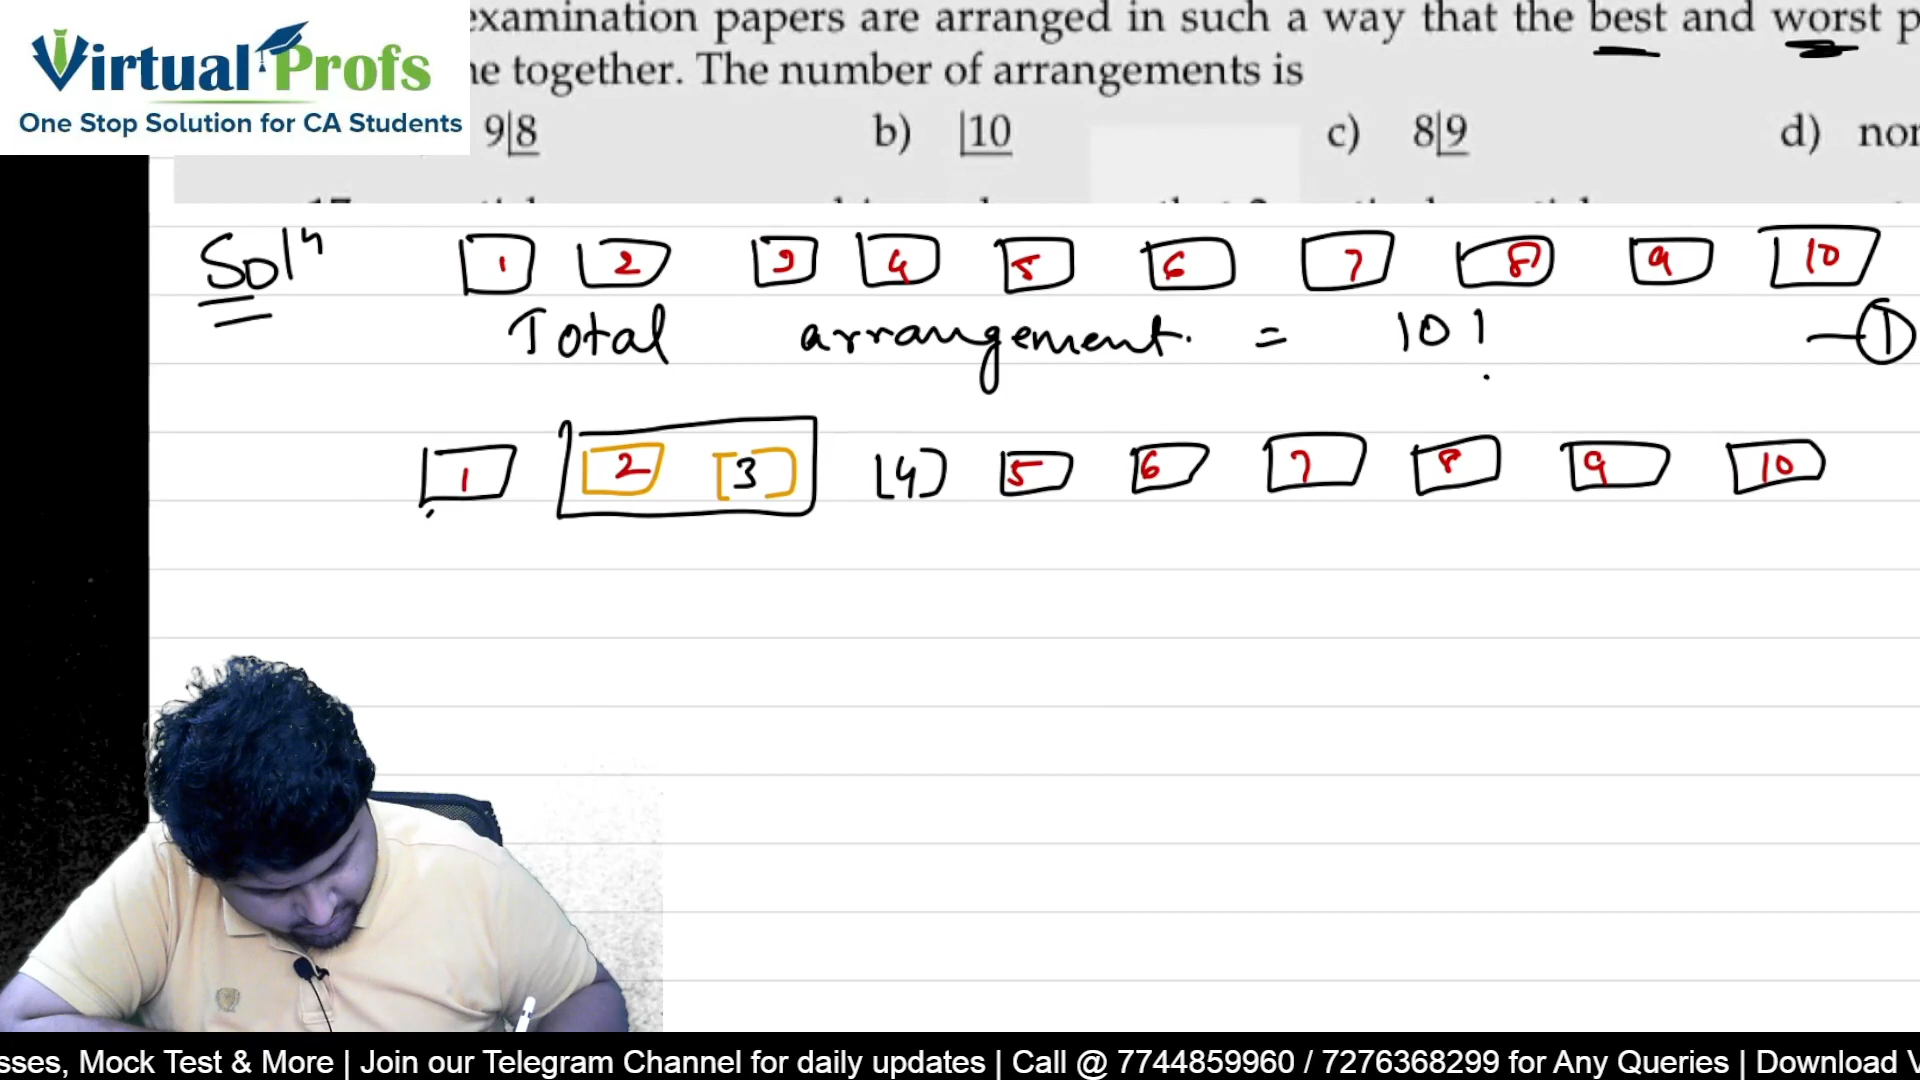 Virtual Profs
One Stop Solution for CA Students
examination papers are arranged in such a way that the best and worst p
ne together. The number of arrangements is
9|8 b) |10 c) 8|9 d) nor
Solⁿ 1 2 3 4 5 6 7 8 9 10
Total arrangement. = 10! —①
1 2 3 4 5 6 7 8 9 10
sses, Mock Test & More | Join our Telegram Channel for daily updates | Call @ 7744859960 / 7276368299 for Any Queries | Download V